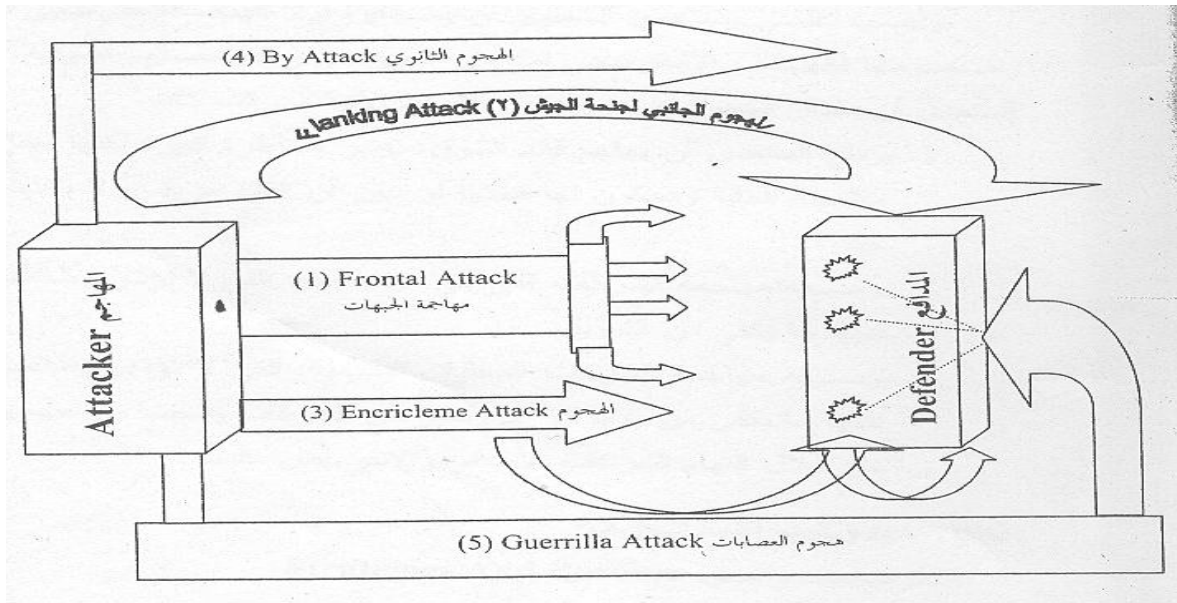 (4) By Attack الهجوم الثانوي
Flanking Attack (٢) الهجوم الجانبي لجنحة الجيش
(1) Frontal Attack
مهاجمة الجبهات
Attacker المهاجم
Defender المدافع
(3) Encricleme Attack الهجوم
(5) Guerrilla Attack هجوم العصابات